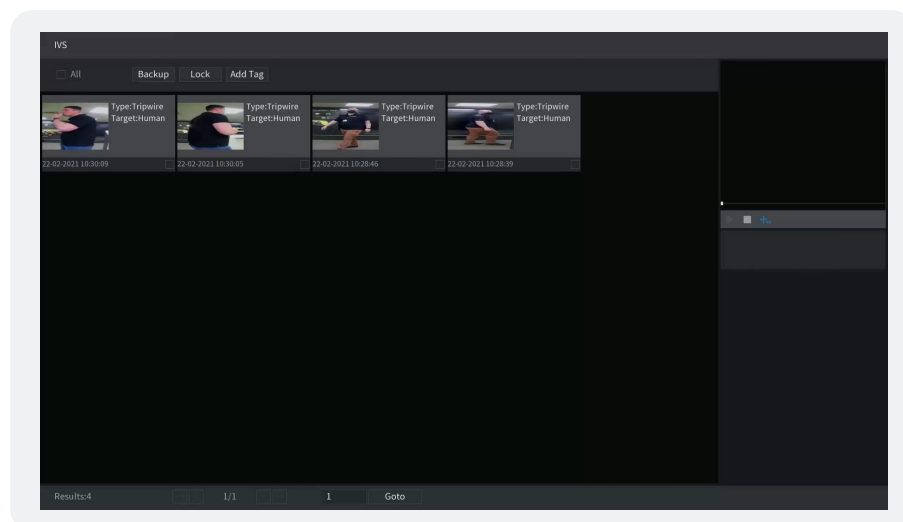 IVS
All Backup Lock Add Tag
Type:Tripwire Type:Tripwire Type:Tripwire Type:Tripwire
Target:Human Target:Human Target:Human Target:Human
22-02-2021 10:30:09 22-02-2021 10:30:05 22-02-2021 10:28:46 22-02-2021 10:28:39
Results:4 1/1 1 Goto